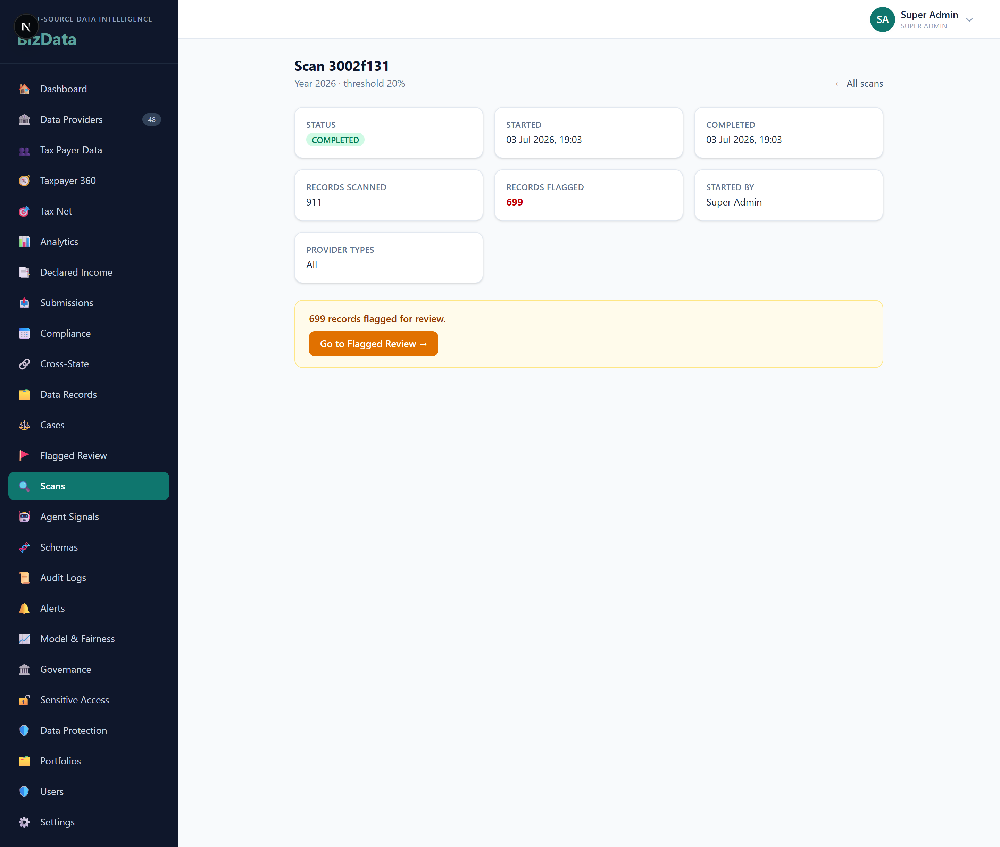 I-SOURCE DATA INTELLIGENCE
N
BizData
Dashboard
Data Providers 48
Tax Payer Data
Taxpayer 360
Tax Net
Analytics
Declared Income
Submissions
Compliance
Cross-State
Data Records
Cases
Flagged Review
Scans
Agent Signals
Schemas
Audit Logs
Alerts
Model & Fairness
Governance
Sensitive Access
Data Protection
Portfolios
Users
Settings
SA Super Admin
SUPER ADMIN
Scan 3002f131
Year 2026 · threshold 20%
← All scans
STATUS
COMPLETED
STARTED
03 Jul 2026, 19:03
COMPLETED
03 Jul 2026, 19:03
RECORDS SCANNED
911
RECORDS FLAGGED
699
STARTED BY
Super Admin
PROVIDER TYPES
All
699 records flagged for review.
Go to Flagged Review →